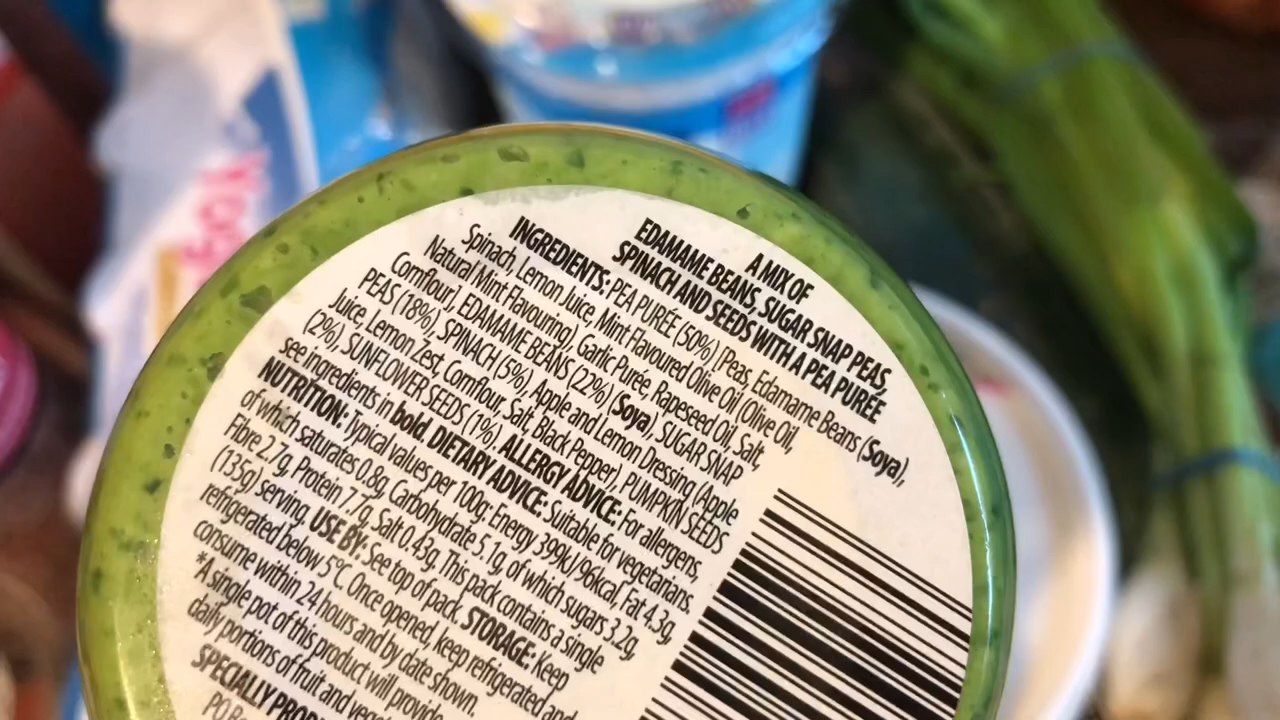 A MIX OF
EDAMAME BEANS, SUGAR SNAP PEAS,
SPINACH AND SEEDS WITH A PEA PURÉE
INGREDIENTS: PEA PURÉE (50%) (Peas, Edamame Beans (Soya),
Spinach, Lemon Juice, Mint Flavoured Olive Oil (Olive Oil,
Natural Mint Flavouring), Garlic Purée, Rapeseed Oil, Salt,
Cornflour), EDAMAME BEANS (22%) (Soya), SUGAR SNAP
PEAS (18%), SPINACH (5%), Apple and Lemon Dressing (Apple
Juice, Lemon Zest, Cornflour, Salt, Black Pepper), PUMPKIN SEEDS
(2%), SUNFLOWER SEEDS (1%). ALLERGY ADVICE: For allergens,
see ingredients in bold. DIETARY ADVICE: Suitable for vegetarians.
NUTRITION: Typical values per 100g: Energy 399kJ/96kcal, Fat 4.3g,
of which saturates 0.8g, Carbohydrate 5.1g, of which sugars 3.2g,
Fibre 2.7g, Protein 7.7g, Salt 0.43g. This pack contains a single
(135g) serving. USE BY: See top of pack. STORAGE: Keep
refrigerated below 5°C. Once opened, keep refrigerated and
consume within 24 hours and by date shown.
*A single pot of this product will provide
daily portions of fruit and
SPECIALLY
PO